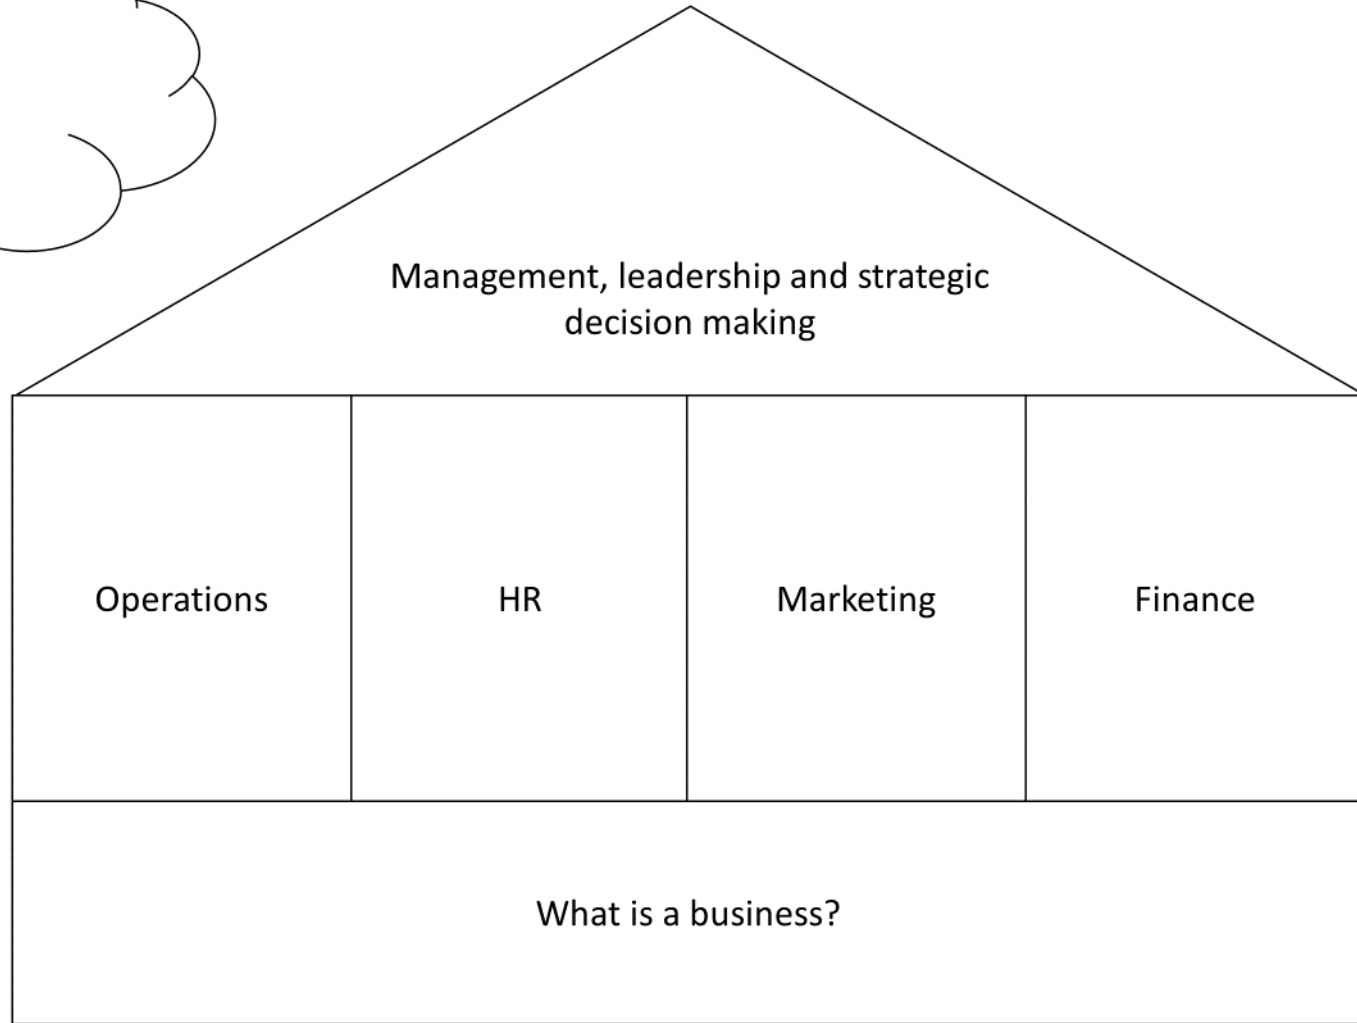 Management, leadership and strategic
decision making
Operations
HR
Marketing
Finance
What is a business?